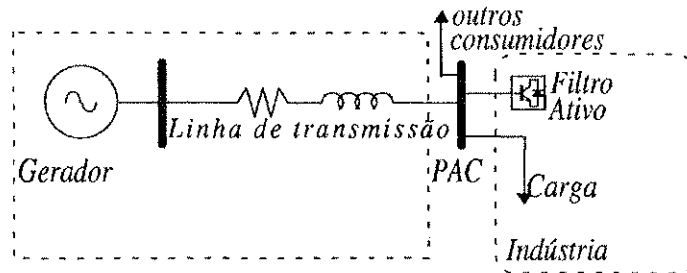 outros
consumidores
Filtro
Ativo
Linha de transmissão
Gerador
PAC
Carga
Indústria